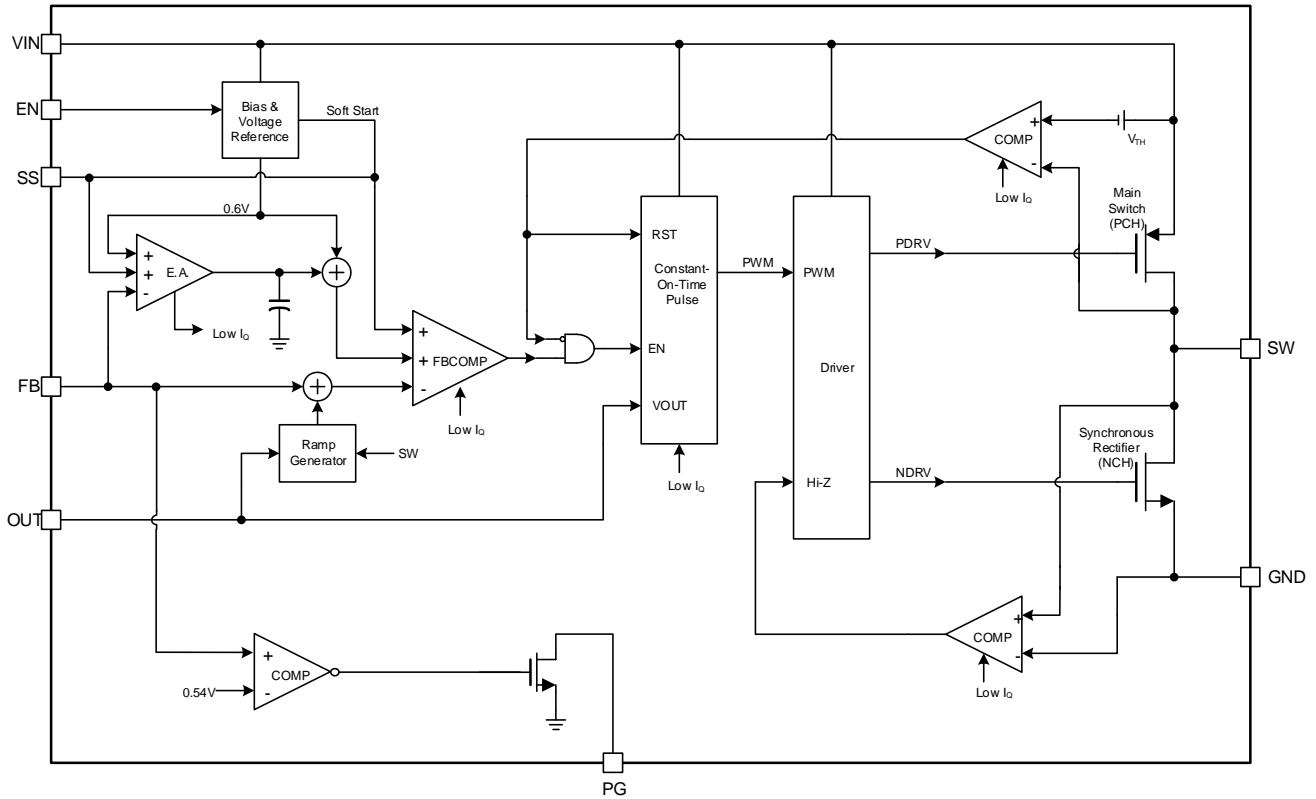 VIN
EN
Bias &
Voltage
Reference
Soft Start
SS
0.6V
+
+
-
E.A.
Low IQ
+
FB
+
Ramp
Generator
SW
OUT
+
+
-
FBCOMP
Low IQ
RST
Constant-
On-Time
Pulse
EN
VOUT
PWM
Low IQ
PWM
Driver
Hi-Z
PDRV
NDRV
COMP
+
-
VTH
Low IQ
Main
Switch
(PCH)
SW
Synchronous
Rectifier
(NCH)
GND
COMP
+
-
Low IQ
COMP
+
-
0.54V
PG